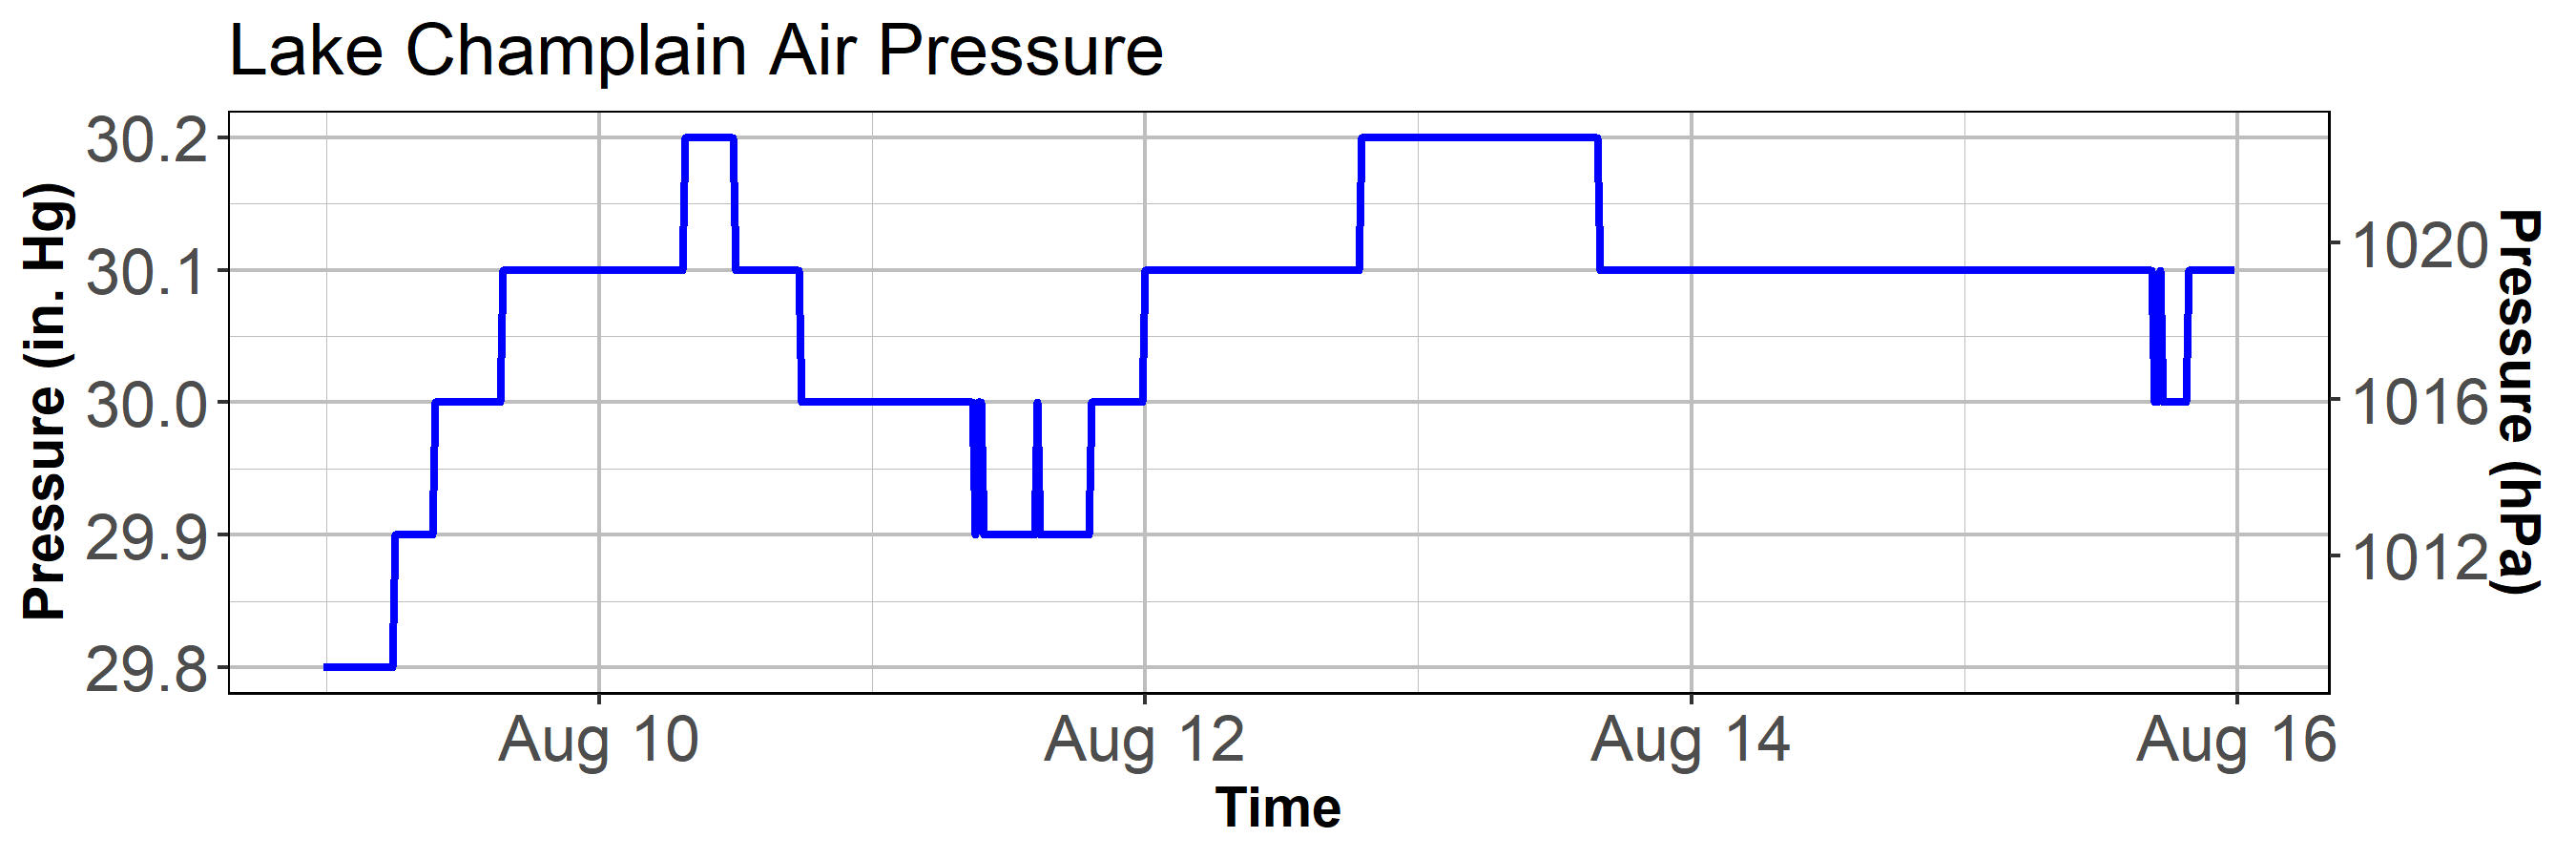 Lake Champlain Air Pressure
Pressure (in. Hg)
30.2
30.1
30.0
29.9
29.8
1020
1016
1012
Pressure (hPa)
Aug 10 Aug 12 Aug 14 Aug 16
Time